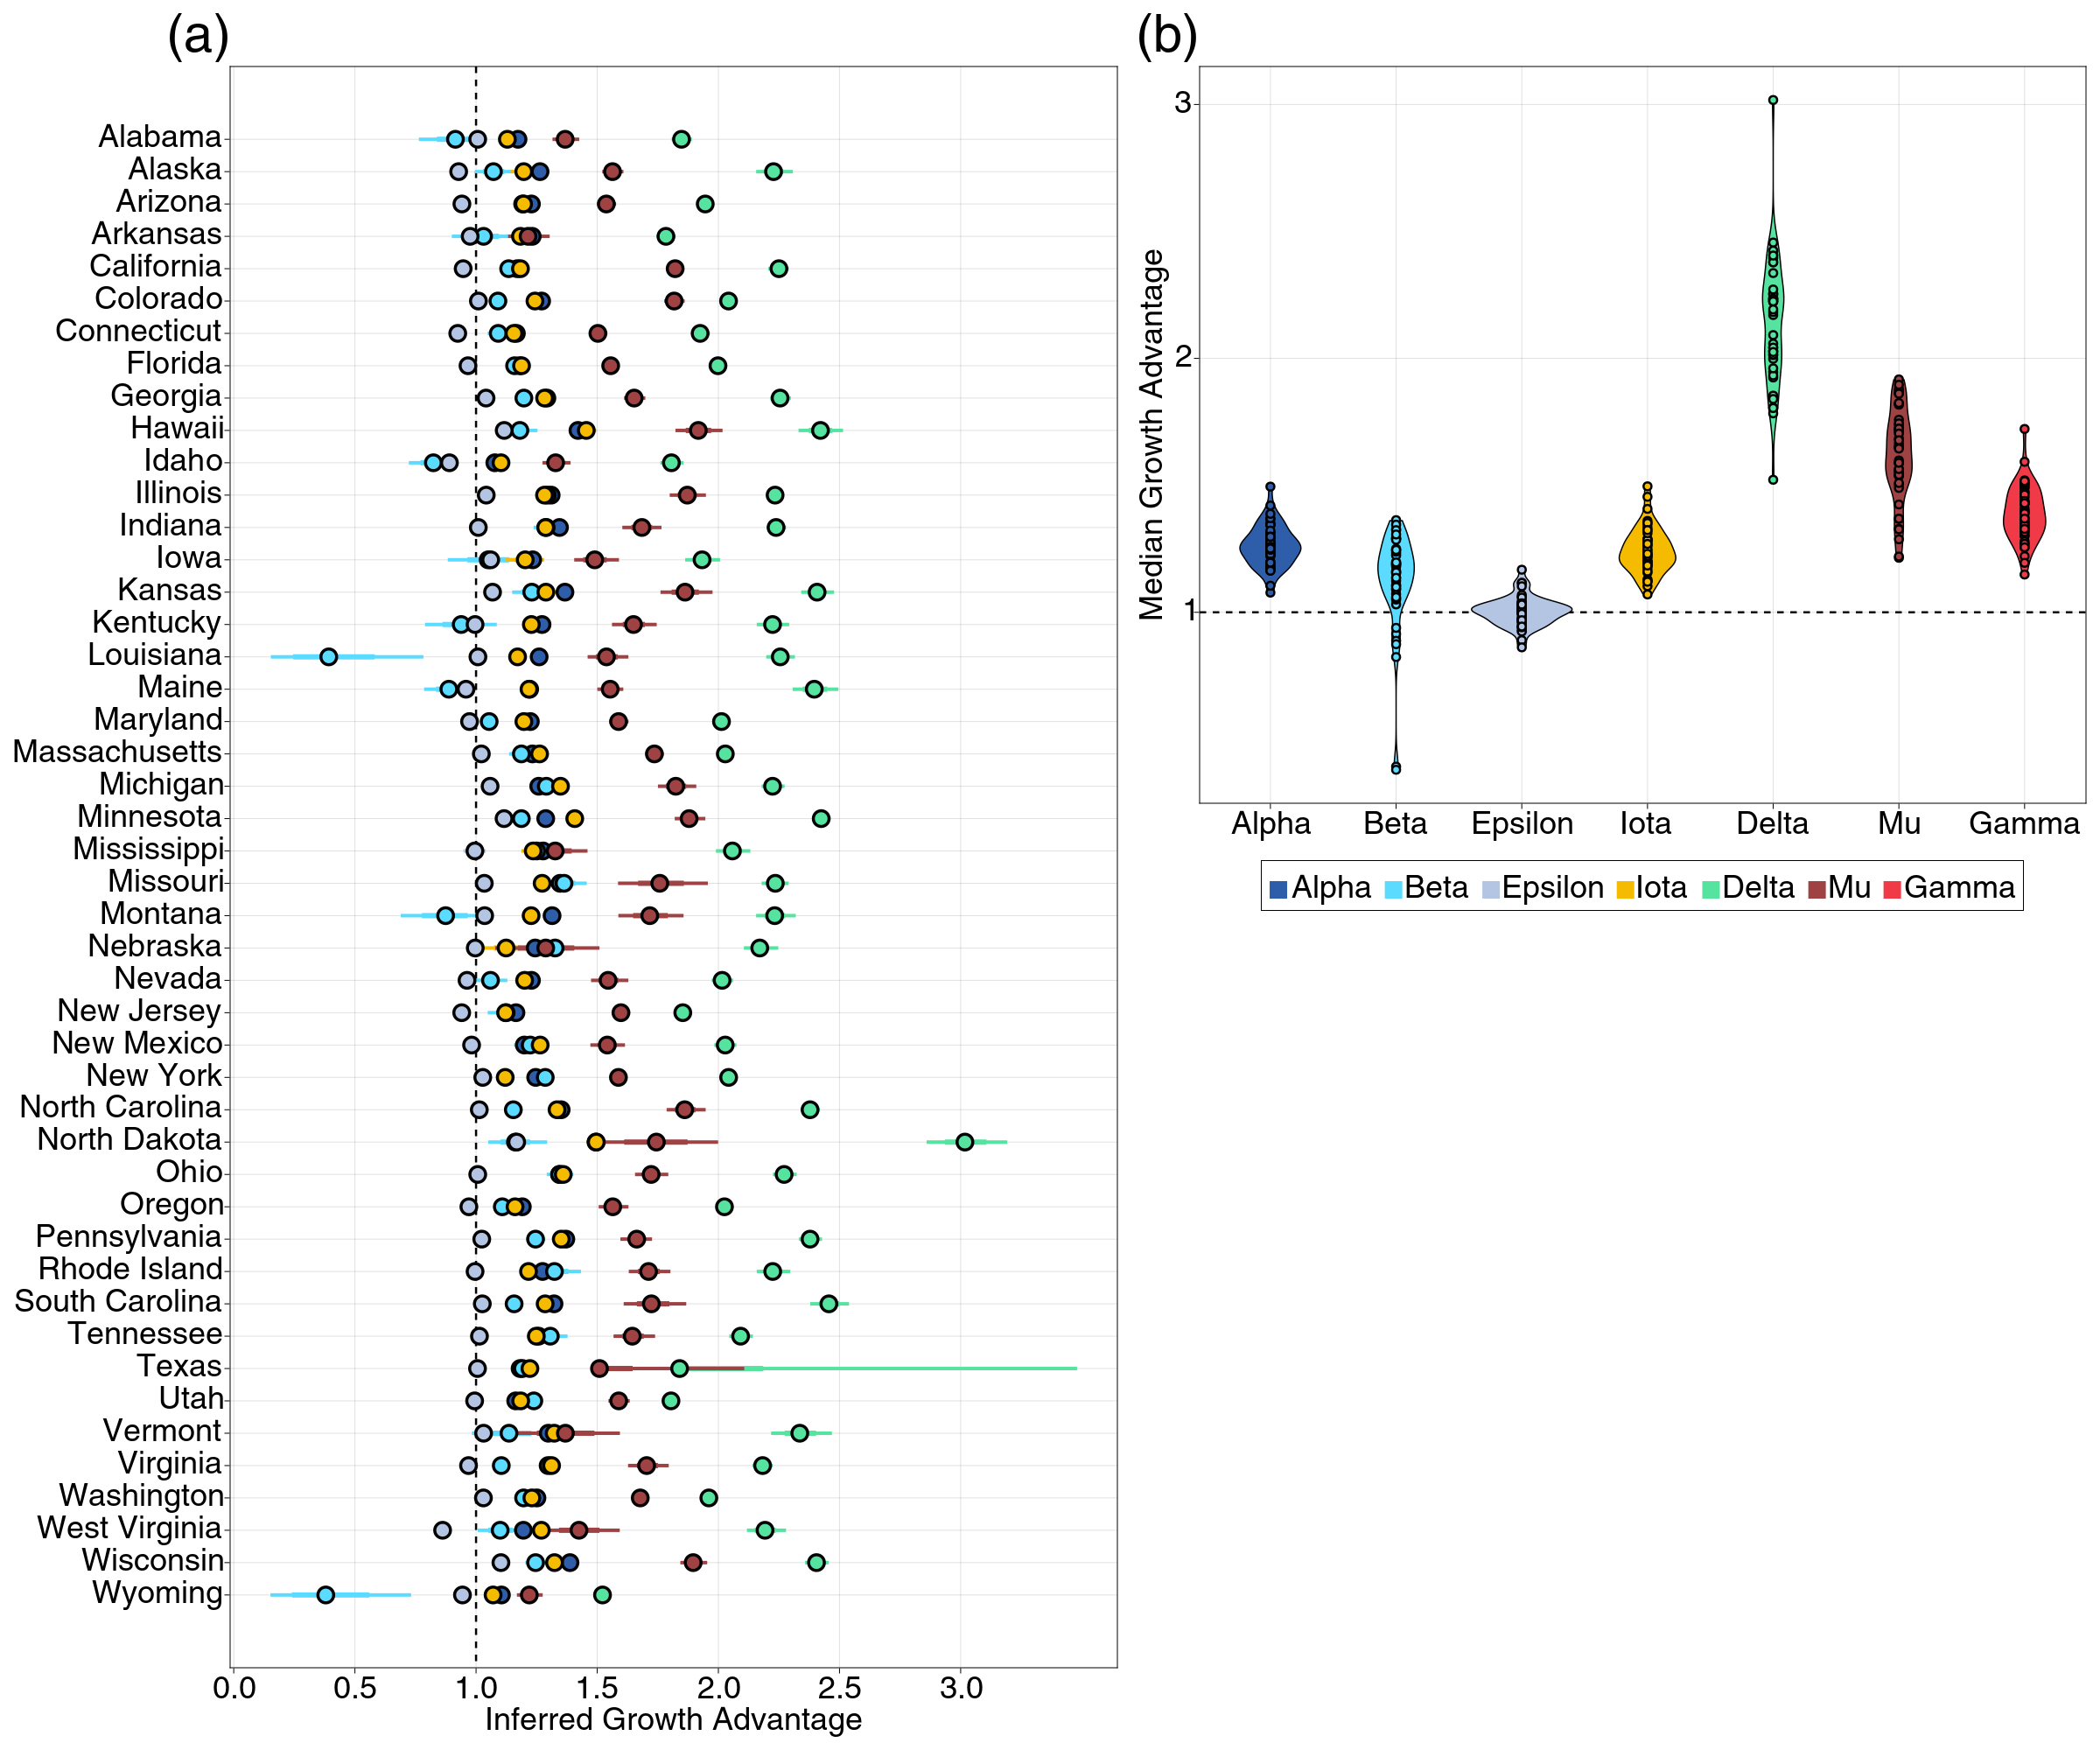 (a)
Alabama
Alaska
Arizona
Arkansas
California
Colorado
Connecticut
Florida
Georgia
Hawaii
Idaho
Illinois
Indiana
Iowa
Kansas
Kentucky
Louisiana
Maine
Maryland
Massachusetts
Michigan
Minnesota
Mississippi
Missouri
Montana
Nebraska
Nevada
New Jersey
New Mexico
New York
North Carolina
North Dakota
Ohio
Oregon
Pennsylvania
Rhode Island
South Carolina
Tennessee
Texas
Utah
Vermont
Virginia
Washington
West Virginia
Wisconsin
Wyoming
0.0 0.5 1.0 1.5 2.0 2.5 3.0
Inferred Growth Advantage
(b)
Median Growth Advantage
3
2
1
Alpha Beta Epsilon Iota Delta Mu Gamma
Alpha Beta Epsilon Iota Delta Mu Gamma